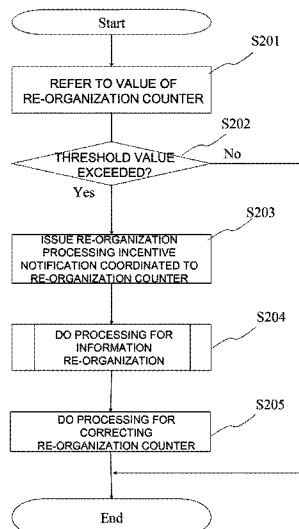 Start
S201
REFER TO VALUE OF
RE-ORGANIZATION COUNTER
S202
THRESHOLD VALUE
EXCEEDED?
No
Yes
S203
ISSUE RE-ORGANIZATION
PROCESSING INCENTIVE
NOTIFICATION COORDINATED TO
RE-ORGANIZATION COUNTER
S204
DO PROCESSING FOR
INFORMATION
RE-ORGANIZATION
S205
DO PROCESSING FOR
CORRECTING
RE-ORGANIZATION COUNTER
End